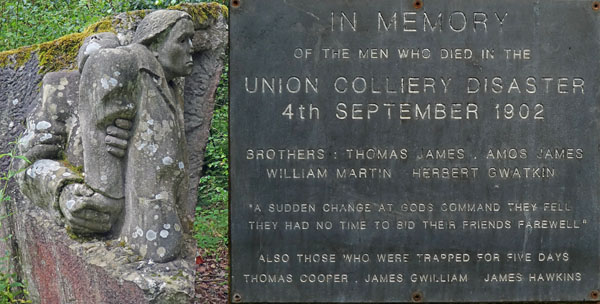 IN MEMORY
OF THE MEN WHO DIED IN THE
UNION COLLIERY DISASTER
4th SEPTEMBER 1902
BROTHERS : THOMAS JAMES . AMOS JAMES
WILLIAM MARTIN HERBERT GWATKIN
"A SUDDEN CHANGE AT GODS COMMAND THEY FELL
THEY HAD NO TIME TO BID THEIR FRIENDS FAREWELL"
ALSO THOSE WHO WERE TRAPPED FOR FIVE DAYS
THOMAS COOPER . JAMES GWILLIAM . JAMES HAWKINS